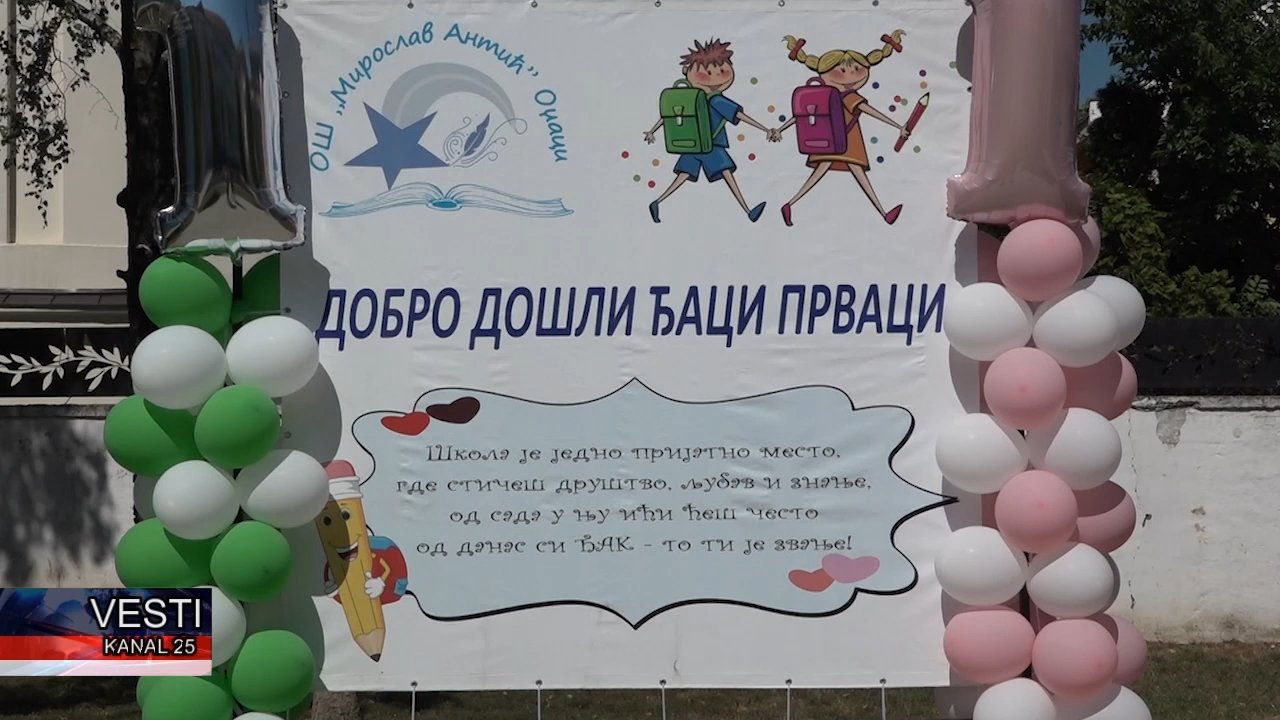 ОШ „Мирослав Антић” Оџаци
ДОБРО ДОШЛИ ЂАЦИ ПРВАЦИ
Школа је једно пријатно место,
где стичеш друштво, љубав и знање,
од сада у њу ићи ћеш често
од данас си ЂАК - то ти је звање!
VESTI
KANAL 25